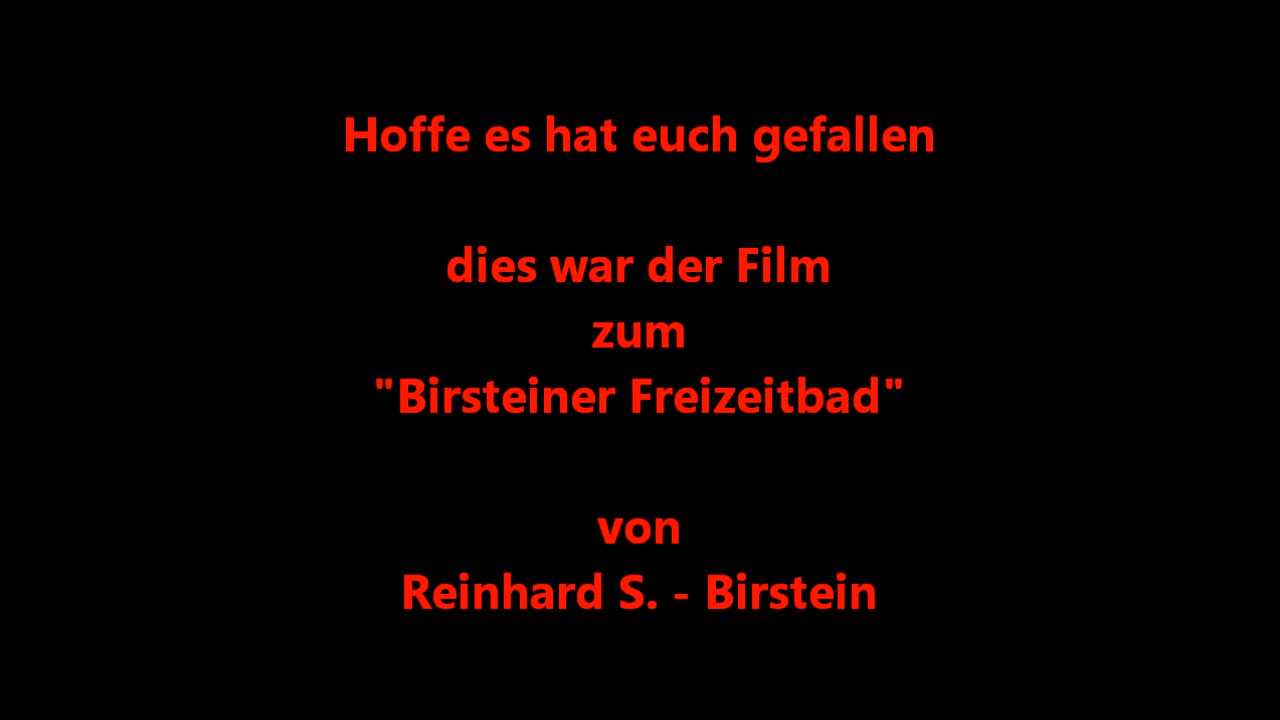 Hoffe es hat euch gefallen
dies war der Film
zum
"Birsteiner Freizeitbad"
von
Reinhard S. - Birstein